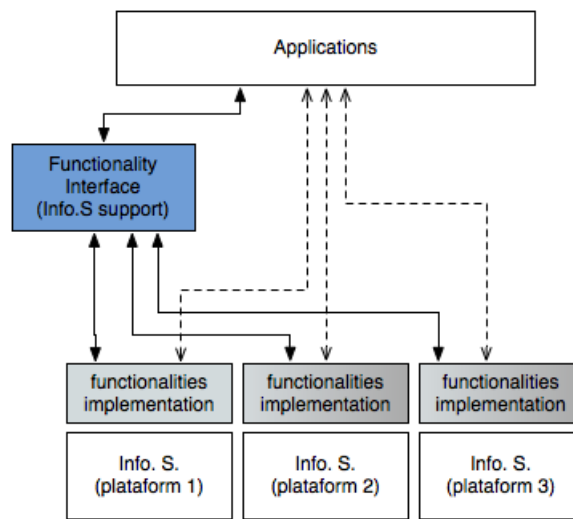 Applications
Functionality
Interface
(Info.S support)
functionalities
implementation
functionalities
implementation
functionalities
implementation
Info. S.
(plataform 1)
Info. S.
(plataform 2)
Info. S.
(plataform 3)